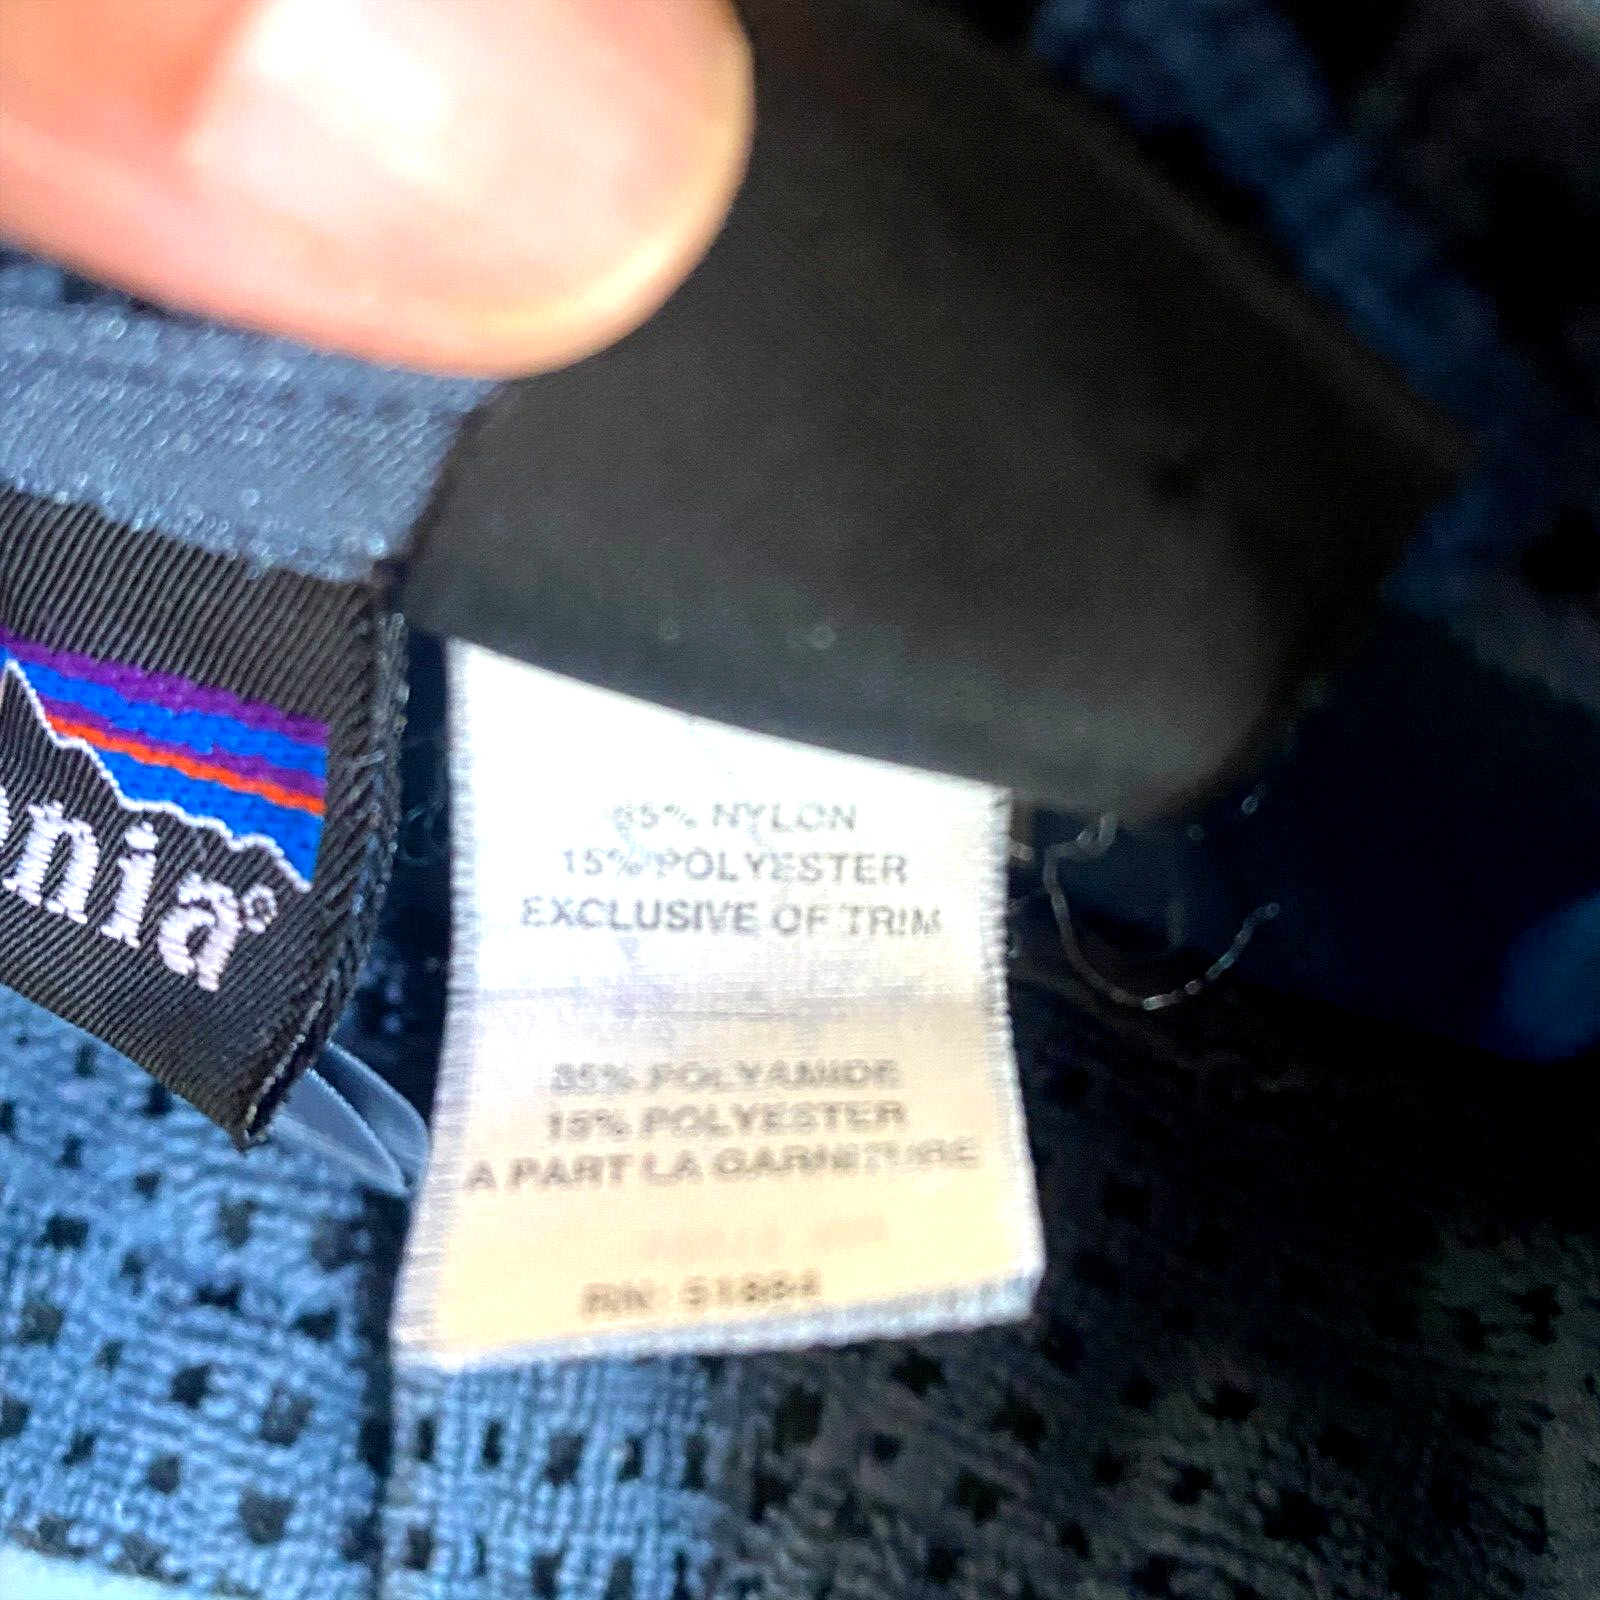 onia®
85% NYLON
15% POLYESTER
EXCLUSIVE OF TRIM
85% POLYAMIDE
15% POLYESTER
A PART LA GARNITURE
RN: 51884